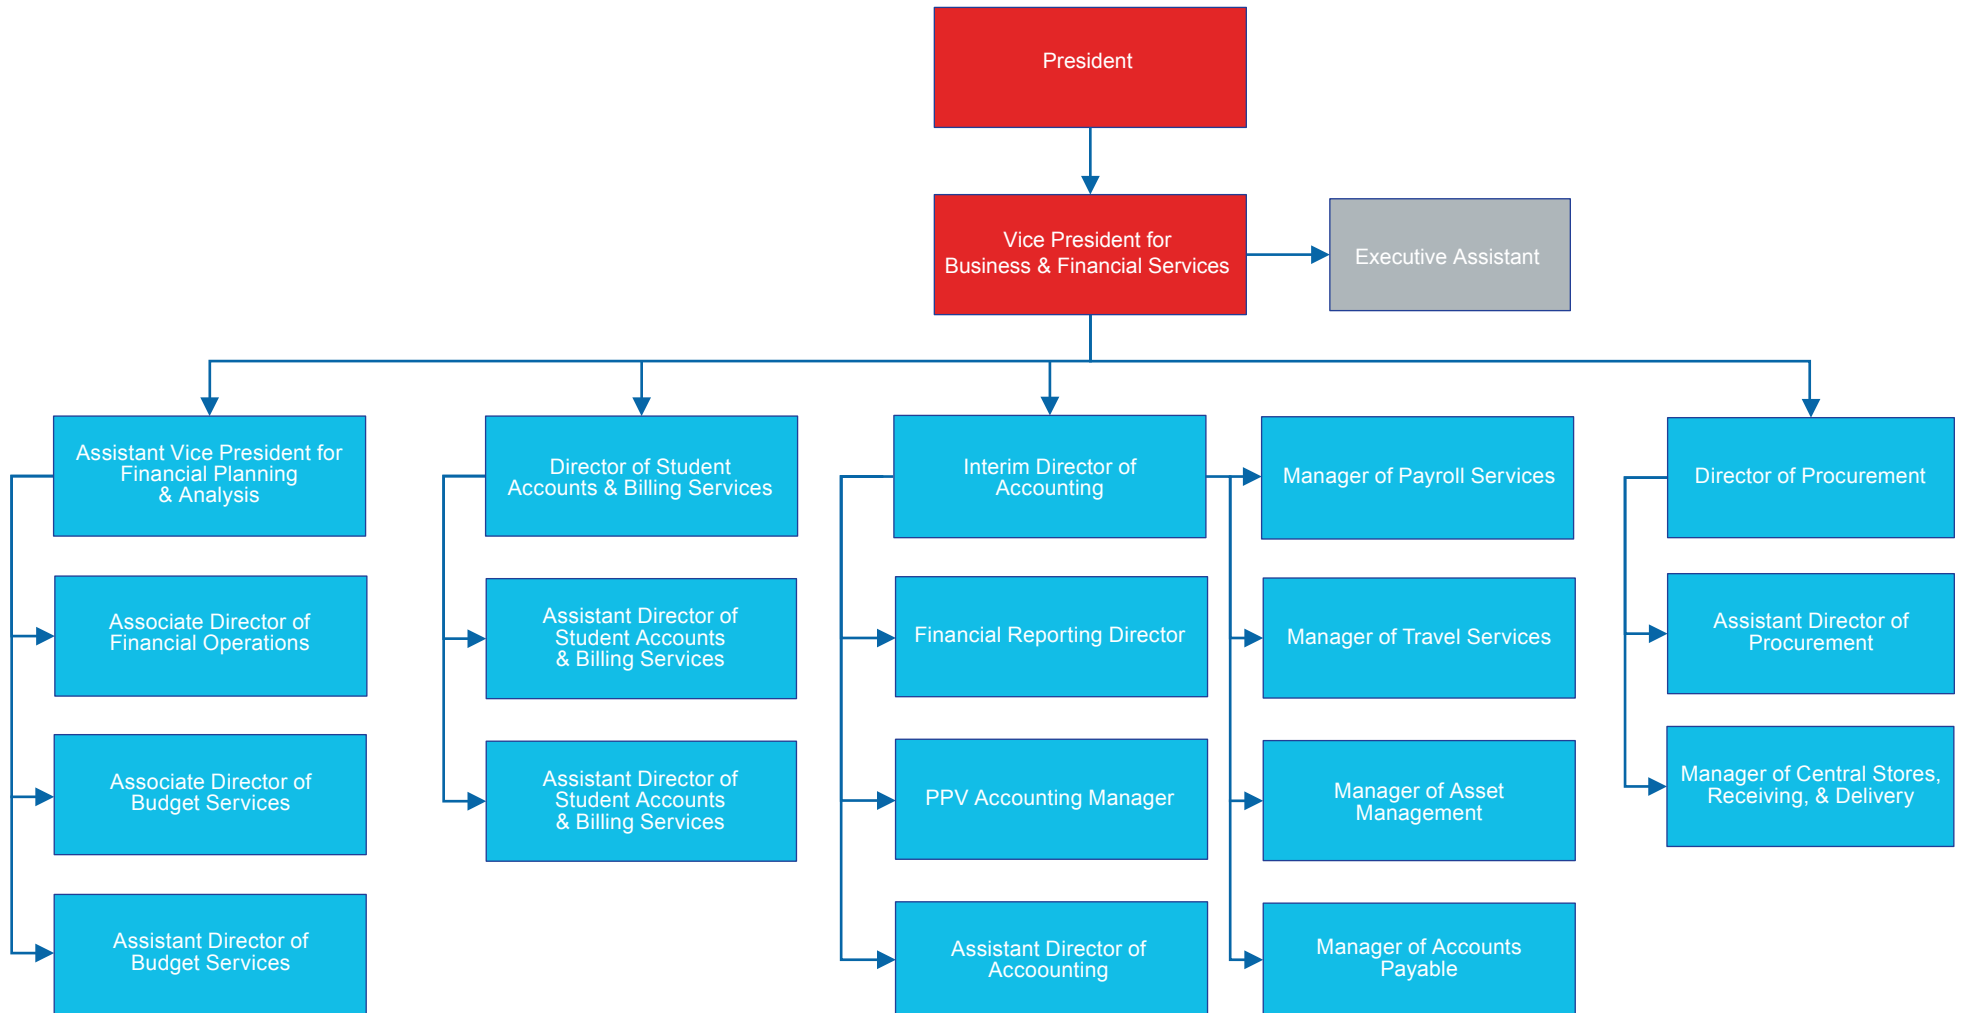 President
Vice President for
Business & Financial Services
Executive Assistant
Assistant Vice President for
Financial Planning
& Analysis
Director of Student
Accounts & Billing Services
Interim Director of
Accounting
Manager of Payroll Services
Director of Procurement
Associate Director of
Financial Operations
Assistant Director of
Student Accounts
& Billing Services
Financial Reporting Director
Manager of Travel Services
Assistant Director of
Procurement
Associate Director of
Budget Services
Assistant Director of
Student Accounts
& Billing Services
PPV Accounting Manager
Manager of Asset
Management
Manager of Central Stores,
Receiving, & Delivery
Assistant Director of
Budget Services
Assistant Director of
Accoounting
Manager of Accounts
Payable